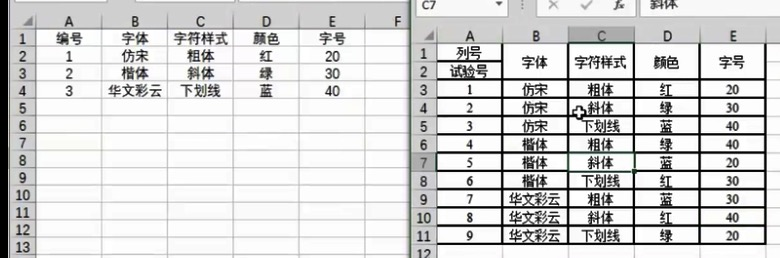 C7 fx 斜体
A B C D E F
1 编号 字体 字符样式 颜色 字号
2 1 仿宋 粗体 红 20
3 2 楷体 斜体 绿 30
4 3 华文彩云 下划线 蓝 40
5
6
7
8
9
10
11
12
13
A B C D E
1 列号 字体 字符样式 颜色 字号
2 试验号
3 1 仿宋 粗体 红 20
4 2 仿宋 斜体 绿 30
5 3 仿宋 下划线 蓝 40
6 4 楷体 粗体 绿 40
7 5 楷体 斜体 蓝 20
8 6 楷体 下划线 红 30
9 7 华文彩云 粗体 蓝 30
10 8 华文彩云 斜体 红 40
11 9 华文彩云 下划线 绿 20
12